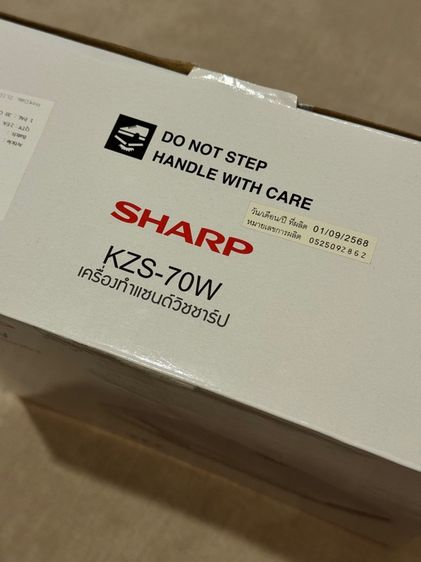 DO NOT STEP
HANDLE WITH CARE
SHARP
วัน/เดือน/ปี ที่ผลิต 01/09/2568
หมายเลขการผลิต 0525092862
KZS-70W
เครื่องทำแซนด์วิชชาร์ป